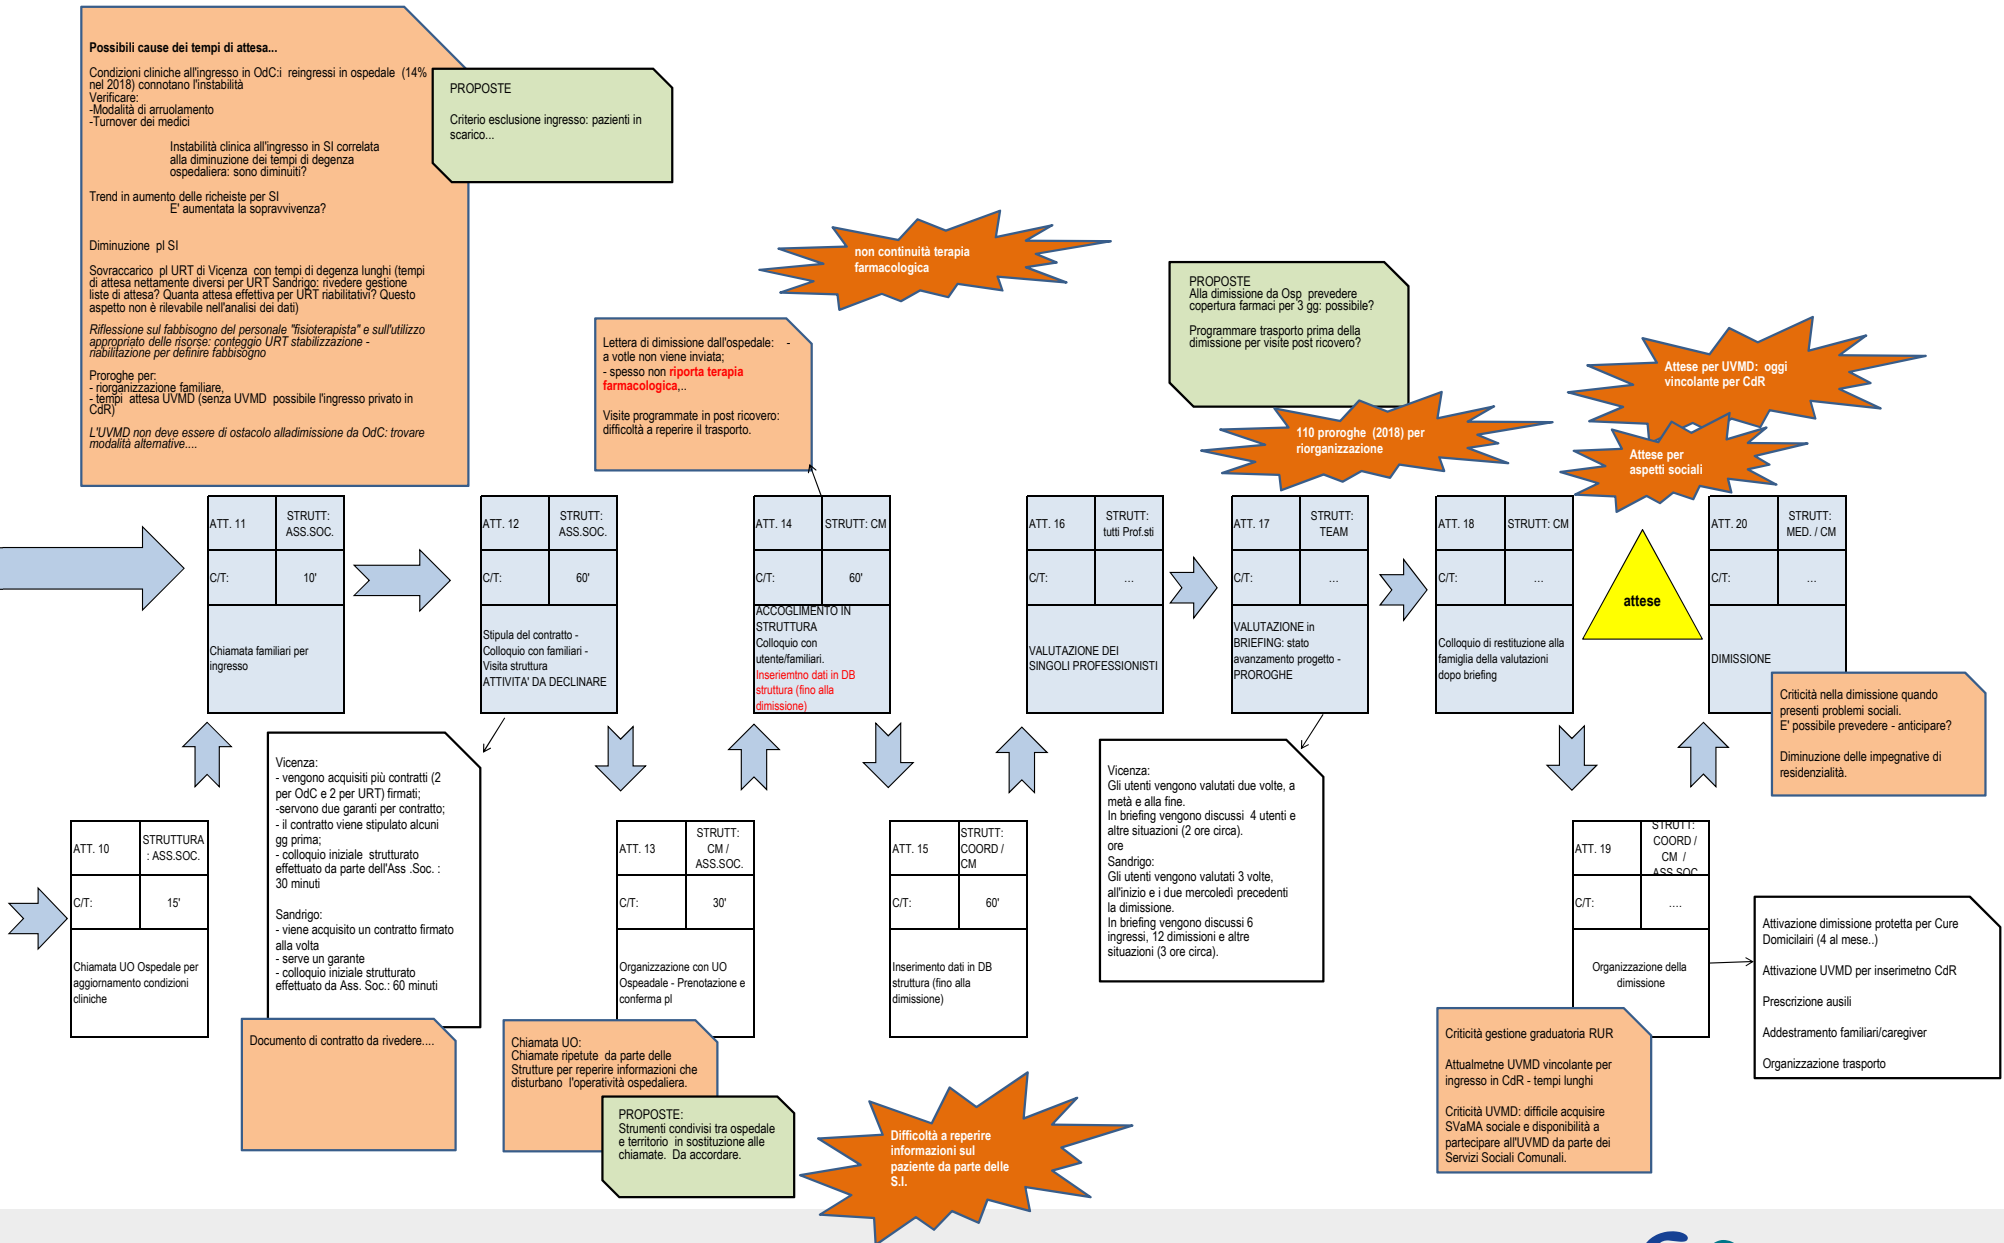 Possibili cause dei tempi di attesa...
Condizioni cliniche all'ingresso in OdC:i reingressi in ospedale (14%
nel 2018) connotano l'instabilità
Verificare:
-Modalità di arruolamento
-Turnover dei medici
Instabilità clinica all'ingresso in SI correlata
alla diminuzione dei tempi di degenza
ospedaliera: sono diminuiti?
Trend in aumento delle richeiste per SI
E' aumentata la sopravvivenza?
Diminuzione pl SI
Sovraccarico pl URT di Vicenza con tempi di degenza lunghi (tempi
di attesa nettamente diversi per URT Sandrigo: rivedere gestione
liste di attesa? Quanta attesa effettiva per URT riabilitativi? Questo
aspetto non è rilevabile nell'analisi dei dati)
Riflessione sul fabbisogno del personale "fisioterapista" e sull'utilizzo
appropriato delle risorse: conteggio URT stabilizzazione -
riabilitazione per definire fabbisogno
Proroghe per:
- riorganizzazione familiare,
- tempi attesa UVMD (senza UVMD possibile l'ingresso privato in
CdR)
L'UVMD non deve essere di ostacolo alladimissione da OdC: trovare
modalità alternative....
PROPOSTE
Criterio esclusione ingresso: pazienti in
scarico...
non continuità terapia
farmacologica
Lettera di dimissione dall'ospedale: -
a votle non viene inviata;
- spesso non riporta terapia
farmacologica,..
Visite programmate in post ricovero:
difficoltà a reperire il trasporto.
PROPOSTE
Alla dimissione da Osp prevedere
copertura farmaci per 3 gg: possibile?
Programmare trasporto prima della
dimissione per visite post ricovero?
110 proroghe (2018) per
riorganizzazione
Attese per UVMD: oggi
vincolante per CdR
Attese per
aspetti sociali
ATT. 11
STRUTT:
ASS.SOC.
C/T:
10'
Chiamata familiari per
ingresso
ATT. 12
STRUTT:
ASS.SOC.
C/T:
60'
Stipula del contratto -
Colloquio con familiari -
Visita struttura
ATTIVITA' DA DECLINARE
ATT. 14
STRUTT: CM
C/T:
60'
ACCOGLIMENTO IN
STRUTTURA
Colloquio con
utente/familiari.
Inseriemtno dati in DB
struttura (fino alla
dimissione)
ATT. 16
STRUTT:
tutti Prof.sti
C/T:
...
VALUTAZIONE DEI
SINGOLI PROFESSIONISTI
ATT. 17
STRUTT:
TEAM
C/T:
...
VALUTAZIONE in
BRIEFING: stato
avanzamento progetto -
PROROGHE
ATT. 18
STRUTT: CM
C/T:
...
Colloquio di restituzione alla
famiglia della valutazioni
dopo briefing
attese
ATT. 20
STRUTT:
MED. / CM
C/T:
...
DIMISSIONE
Criticità nella dimissione quando
presenti problemi sociali.
E' possibile prevedere - anticipare?
Diminuzione delle impegnative di
residenzialità.
ATT. 10
STRUTTURA
: ASS.SOC.
C/T:
15'
Chiamata UO Ospedale per
aggiornamento condizioni
cliniche
Vicenza:
- vengono acquisiti più contratti (2
per OdC e 2 per URT) firmati;
-servono due garanti per contratto;
- il contratto viene stipulato alcuni
gg prima;
- colloquio iniziale strutturato
effettuato da parte dell'Ass .Soc. :
30 minuti
Sandrigo:
- viene acquisito un contratto firmato
alla volta
- serve un garante
- colloquio iniziale strutturato
effettuato da Ass. Soc.: 60 minuti
Documento di contratto da rivedere....
ATT. 13
STRUTT:
CM /
ASS.SOC.
C/T:
30'
Organizzazione con UO
Ospeadale - Prenotazione e
conferma pl
Chiamata UO:
Chiamate ripetute da parte delle
Strutture per reperire informazioni che
disturbano l'operatività ospedaliera.
PROPOSTE:
Strumenti condivisi tra ospedale
e territorio in sostituzione alle
chiamate. Da accordare.
Difficoltà a reperire
informazioni sul
paziente da parte delle
S.I.
ATT. 15
STRUTT:
COORD /
CM
C/T:
60'
Inserimento dati in DB
struttura (fino alla
dimissione)
Vicenza:
Gli utenti vengono valutati due volte, a
metà e alla fine.
In briefing vengono discussi 4 utenti e
altre situazioni (2 ore circa).
ore
Sandrigo:
Gli utenti vengono valutati 3 volte,
all'inizio e i due mercoledì precedenti
la dimissione.
In briefing vengono discussi 6
ingressi, 12 dimissioni e altre
situazioni (3 ore circa).
ATT. 19
STRUTT:
COORD /
CM /
ASS.SOC
C/T:
....
Organizzazione della
dimissione
Criticità gestione graduatoria RUR
Attualmetne UVMD vincolante per
ingresso in CdR - tempi lunghi
Criticità UVMD: difficile acquisire
SVaMA sociale e disponibilità a
partecipare all'UVMD da parte dei
Servizi Sociali Comunali.
Attivazione dimissione protetta per Cure
Domicilairi (4 al mese..)
Attivazione UVMD per inserimetno CdR
Prescrizione ausili
Addestramento familiari/caregiver
Organizzazione trasporto